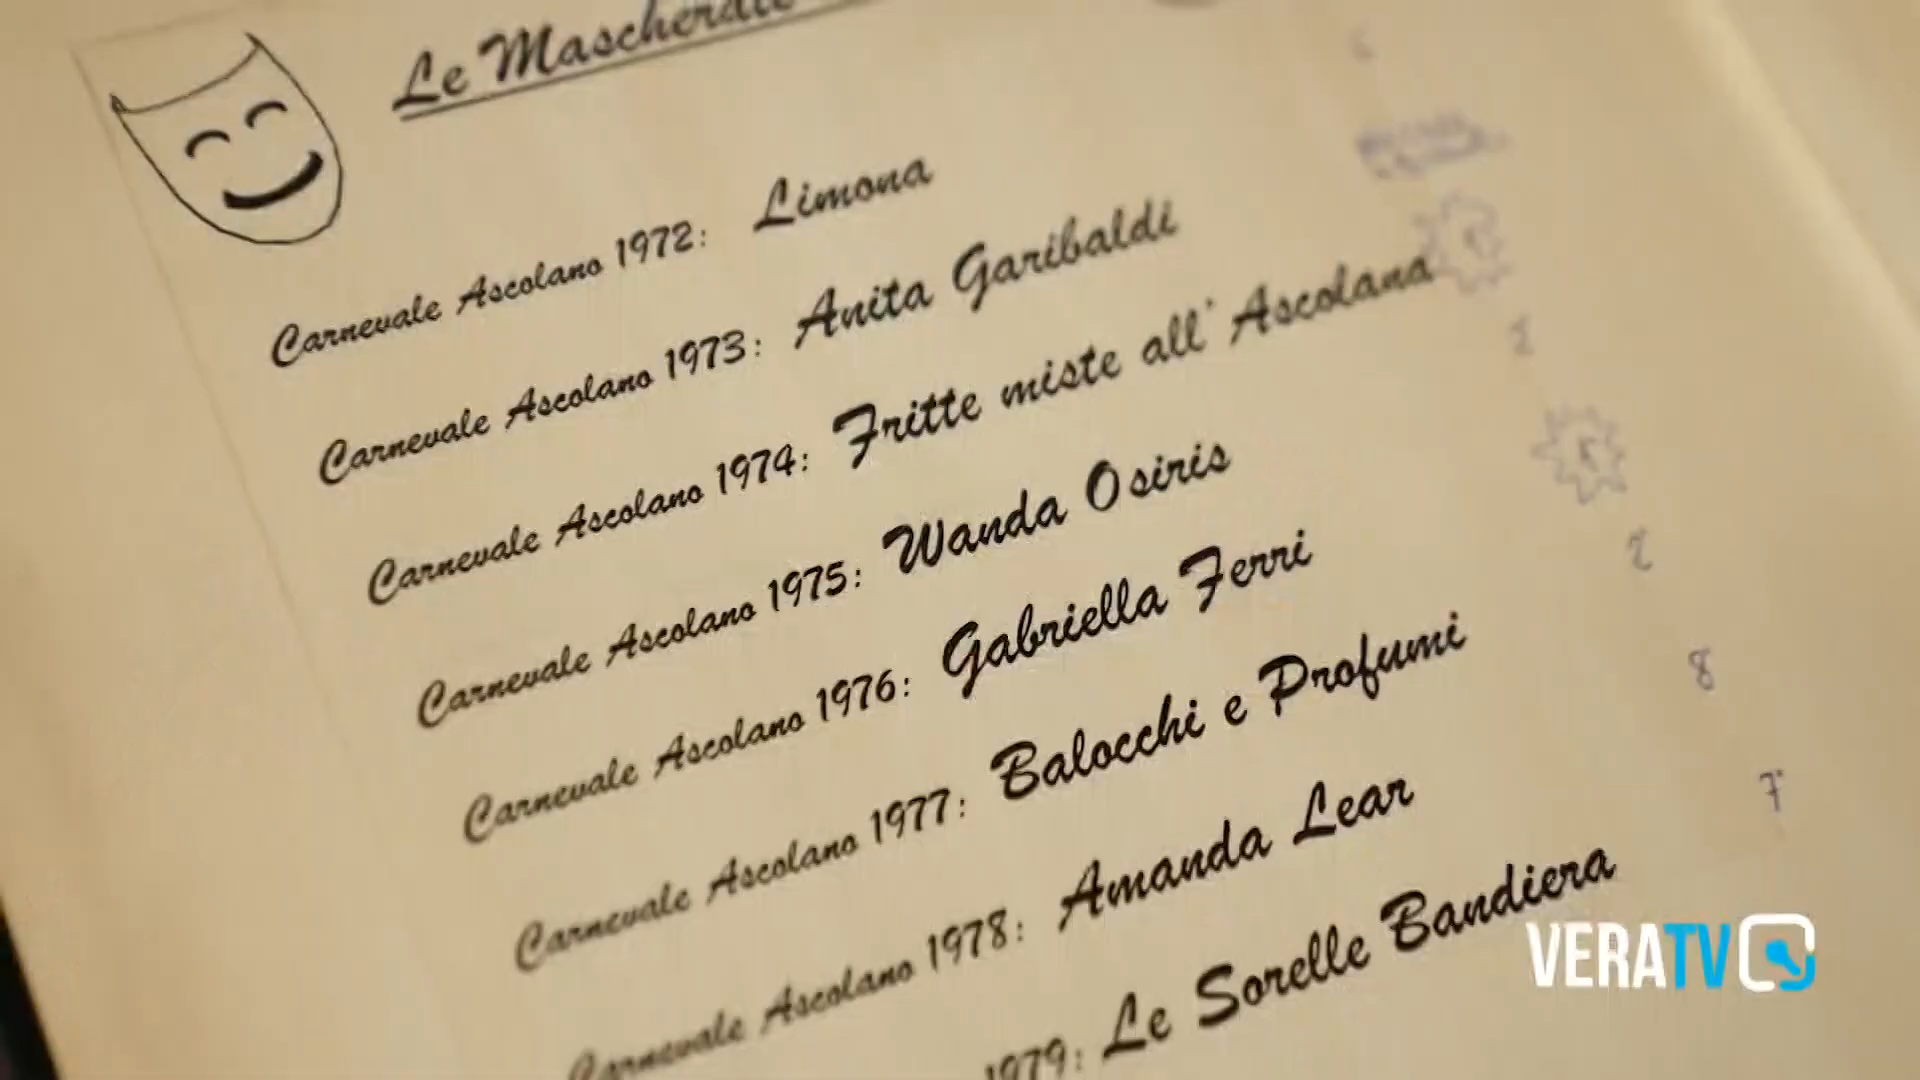 Le Mascherate
Carnevale Ascolano 1972: Limona
Carnevale Ascolano 1973: Anita Garibaldi
Carnevale Ascolano 1974: Fritte miste all' Ascolana
Carnevale Ascolano 1975: Wanda Osiris
Carnevale Ascolano 1976: Gabriella Ferri
Carnevale Ascolano 1977: Balocchi e Profumi
Carnevale Ascolano 1978: Amanda Lear
1979: Le Sorelle Bandiera
8
7
VERATV